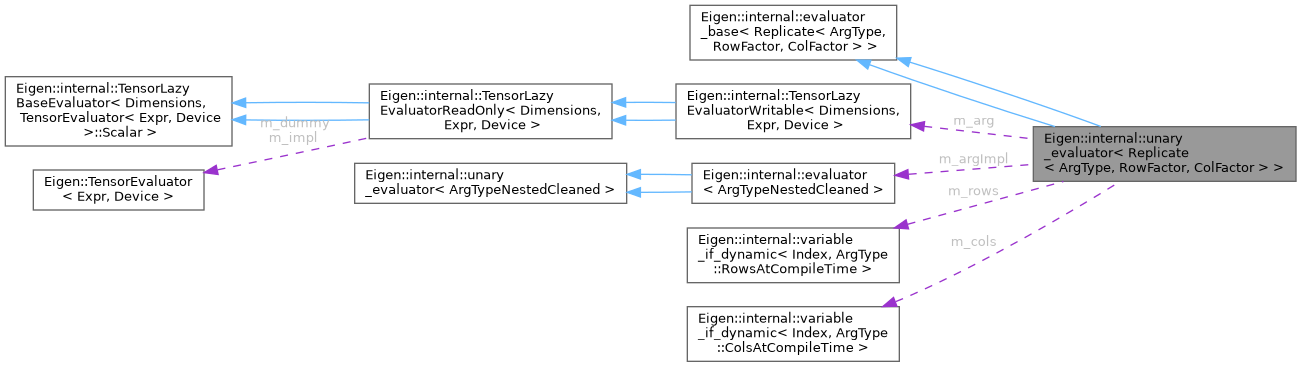 Eigen::internal::evaluator
_base< Replicate< ArgType,
RowFactor, ColFactor > >
Eigen::internal::TensorLazy
BaseEvaluator< Dimensions,
TensorEvaluator< Expr, Device
>::Scalar >
Eigen::internal::TensorLazy
EvaluatorReadOnly< Dimensions,
Expr, Device >
Eigen::internal::TensorLazy
EvaluatorWritable< Dimensions,
Expr, Device >
m_dummy
m_impl
m_arg
Eigen::internal::unary
_evaluator< Replicate
< ArgType, RowFactor, ColFactor > >
Eigen::TensorEvaluator
< Expr, Device >
Eigen::internal::unary
_evaluator< ArgTypeNestedCleaned >
Eigen::internal::evaluator
< ArgTypeNestedCleaned >
m_argImpl
m_rows
Eigen::internal::variable
_if_dynamic< Index, ArgType
::RowsAtCompileTime >
m_cols
Eigen::internal::variable
_if_dynamic< Index, ArgType
::ColsAtCompileTime >